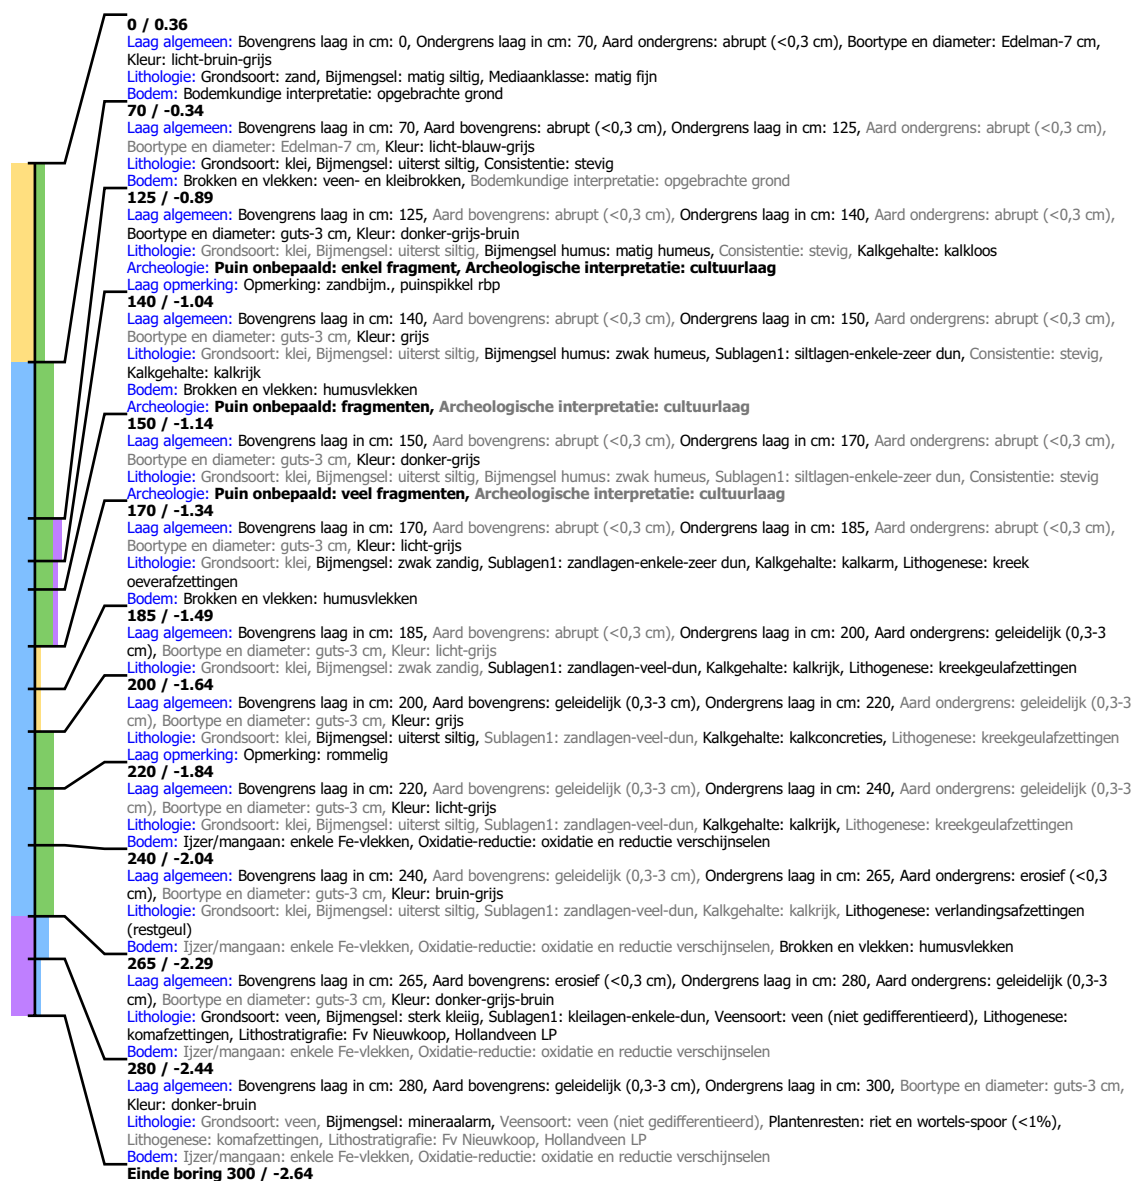 0 / 0.36
Laag algemeen: Bovengrens laag in cm: 0, Ondergrens laag in cm: 70, Aard ondergrens: abrupt (<0,3 cm), Boortype en diameter: Edelman-7 cm,
Kleur: licht-bruin-grijs
Lithologie: Grondsoort: zand, Bijmengsel: matig siltig, Mediaanklasse: matig fijn
Bodem: Bodemkundige interpretatie: opgebrachte grond
70 / -0.34
Laag algemeen: Bovengrens laag in cm: 70, Aard bovengrens: abrupt (<0,3 cm), Ondergrens laag in cm: 125, Aard ondergrens: abrupt (<0,3 cm),
Boortype en diameter: Edelman-7 cm, Kleur: licht-blauw-grijs
Lithologie: Grondsoort: klei, Bijmengsel: uiterst siltig, Consistentie: stevig
Bodem: Brokken en vlekken: veen- en kleibrokken, Bodemkundige interpretatie: opgebrachte grond
125 / -0.89
Laag algemeen: Bovengrens laag in cm: 125, Aard bovengrens: abrupt (<0,3 cm), Ondergrens laag in cm: 140, Aard ondergrens: abrupt (<0,3 cm),
Boortype en diameter: guts-3 cm, Kleur: donker-grijs-bruin
Lithologie: Grondsoort: klei, Bijmengsel: uiterst siltig, Bijmengsel humus: matig humeus, Consistentie: stevig, Kalkgehalte: kalkloos
Archeologie: Puin onbepaald: enkel fragment, Archeologische interpretatie: cultuurlaag
Laag opmerking: Opmerking: zandbijm., puinspikkel rbp
140 / -1.04
Laag algemeen: Bovengrens laag in cm: 140, Aard bovengrens: abrupt (<0,3 cm), Ondergrens laag in cm: 150, Aard ondergrens: abrupt (<0,3 cm),
Boortype en diameter: guts-3 cm, Kleur: grijs
Lithologie: Grondsoort: klei, Bijmengsel: uiterst siltig, Bijmengsel humus: zwak humeus, Sublagen1: siltlagen-enkele-zeer dun, Consistentie: stevig,
Kalkgehalte: kalkrijk
Bodem: Brokken en vlekken: humusvlekken
Archeologie: Puin onbepaald: fragmenten, Archeologische interpretatie: cultuurlaag
150 / -1.14
Laag algemeen: Bovengrens laag in cm: 150, Aard bovengrens: abrupt (<0,3 cm), Ondergrens laag in cm: 170, Aard ondergrens: abrupt (<0,3 cm),
Boortype en diameter: guts-3 cm, Kleur: donker-grijs
Lithologie: Grondsoort: klei, Bijmengsel: uiterst siltig, Bijmengsel humus: zwak humeus, Sublagen1: siltlagen-enkele-zeer dun, Consistentie: stevig
Archeologie: Puin onbepaald: veel fragmenten, Archeologische interpretatie: cultuurlaag
170 / -1.34
Laag algemeen: Bovengrens laag in cm: 170, Aard bovengrens: abrupt (<0,3 cm), Ondergrens laag in cm: 185, Aard ondergrens: abrupt (<0,3 cm),
Boortype en diameter: guts-3 cm, Kleur: licht-grijs
Lithologie: Grondsoort: klei, Bijmengsel: zwak zandig, Sublagen1: zandlagen-enkele-zeer dun, Kalkgehalte: kalkarm, Lithogenese: kreek
oeverafzettingen
Bodem: Brokken en vlekken: humusvlekken
185 / -1.49
Laag algemeen: Bovengrens laag in cm: 185, Aard bovengrens: abrupt (<0,3 cm), Ondergrens laag in cm: 200, Aard ondergrens: geleidelijk (0,3-3
cm), Boortype en diameter: guts-3 cm, Kleur: licht-grijs
Lithologie: Grondsoort: klei, Bijmengsel: zwak zandig, Sublagen1: zandlagen-veel-dun, Kalkgehalte: kalkrijk, Lithogenese: kreekgeulafzettingen
200 / -1.64
Laag algemeen: Bovengrens laag in cm: 200, Aard bovengrens: geleidelijk (0,3-3 cm), Ondergrens laag in cm: 220, Aard ondergrens: geleidelijk (0,3-3
cm), Boortype en diameter: guts-3 cm, Kleur: grijs
Lithologie: Grondsoort: klei, Bijmengsel: uiterst siltig, Sublagen1: zandlagen-veel-dun, Kalkgehalte: kalkconcreties, Lithogenese: kreekgeulafzettingen
Laag opmerking: Opmerking: rommelig
220 / -1.84
Laag algemeen: Bovengrens laag in cm: 220, Aard bovengrens: geleidelijk (0,3-3 cm), Ondergrens laag in cm: 240, Aard ondergrens: geleidelijk (0,3-3
cm), Boortype en diameter: guts-3 cm, Kleur: licht-grijs
Lithologie: Grondsoort: klei, Bijmengsel: uiterst siltig, Sublagen1: zandlagen-veel-dun, Kalkgehalte: kalkrijk, Lithogenese: kreekgeulafzettingen
Bodem: Ijzer/mangaan: enkele Fe-vlekken, Oxidatie-reductie: oxidatie en reductie verschijnselen
240 / -2.04
Laag algemeen: Bovengrens laag in cm: 240, Aard bovengrens: geleidelijk (0,3-3 cm), Ondergrens laag in cm: 265, Aard ondergrens: erosief (<0,3
cm), Boortype en diameter: guts-3 cm, Kleur: bruin-grijs
Lithologie: Grondsoort: klei, Bijmengsel: uiterst siltig, Sublagen1: zandlagen-veel-dun, Kalkgehalte: kalkrijk, Lithogenese: verlandingsafzettingen
(restgeul)
Bodem: Ijzer/mangaan: enkele Fe-vlekken, Oxidatie-reductie: oxidatie en reductie verschijnselen, Brokken en vlekken: humusvlekken
265 / -2.29
Laag algemeen: Bovengrens laag in cm: 265, Aard bovengrens: erosief (<0,3 cm), Ondergrens laag in cm: 280, Aard ondergrens: geleidelijk (0,3-3
cm), Boortype en diameter: guts-3 cm, Kleur: donker-grijs-bruin
Lithologie: Grondsoort: veen, Bijmengsel: sterk kleiig, Sublagen1: kleilagen-enkele-dun, Veensoort: veen (niet gedifferentieerd), Lithogenese:
komafzettingen, Lithostratigrafie: Fv Nieuwkoop, Hollandveen LP
Bodem: Ijzer/mangaan: enkele Fe-vlekken, Oxidatie-reductie: oxidatie en reductie verschijnselen
280 / -2.44
Laag algemeen: Bovengrens laag in cm: 280, Aard bovengrens: geleidelijk (0,3-3 cm), Ondergrens laag in cm: 300, Boortype en diameter: guts-3 cm,
Kleur: donker-bruin
Lithologie: Grondsoort: veen, Bijmengsel: mineraalarm, Veensoort: veen (niet gedifferentieerd), Plantenresten: riet en wortels-spoor (<1%),
Lithogenese: komafzettingen, Lithostratigrafie: Fv Nieuwkoop, Hollandveen LP
Bodem: Ijzer/mangaan: enkele Fe-vlekken, Oxidatie-reductie: oxidatie en reductie verschijnselen
Einde boring 300 / -2.64